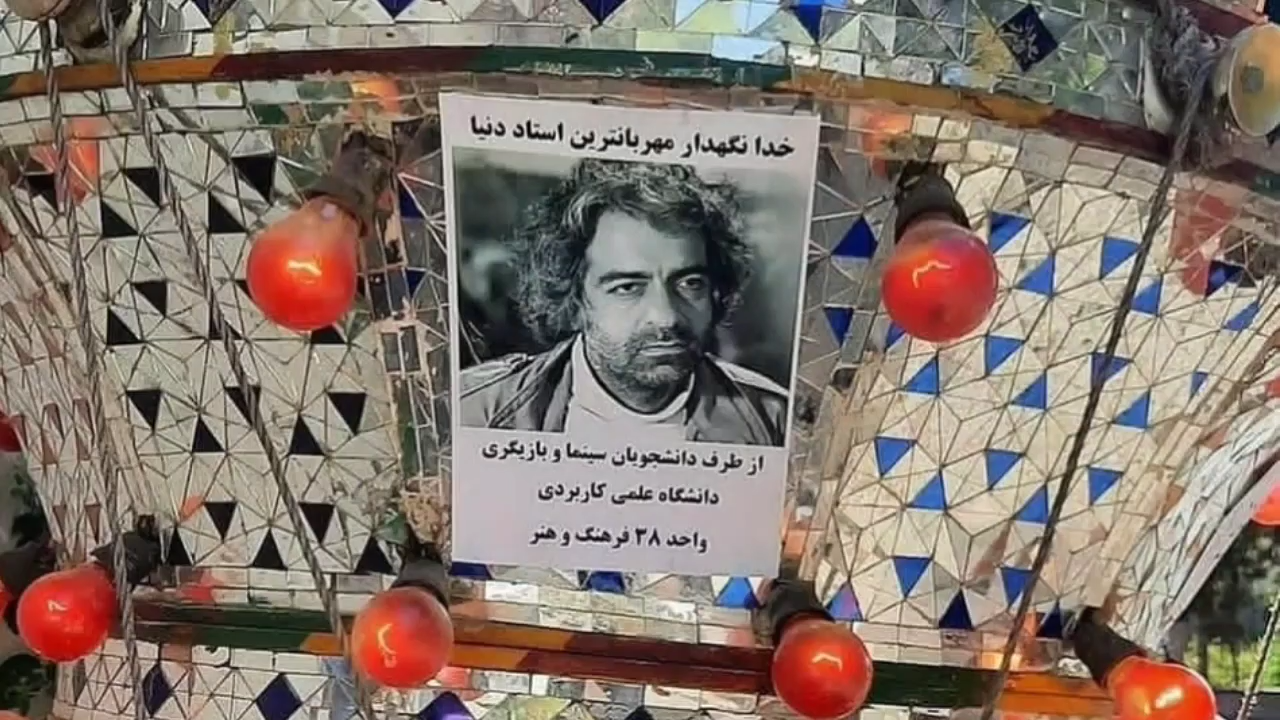 خدا نگهدار مهربانترین استاد دنیا
از طرف دانشجویان سینما و بازیگری
دانشگاه علمی کاربردی
واحد ۳۸ فرهنگ و هنر